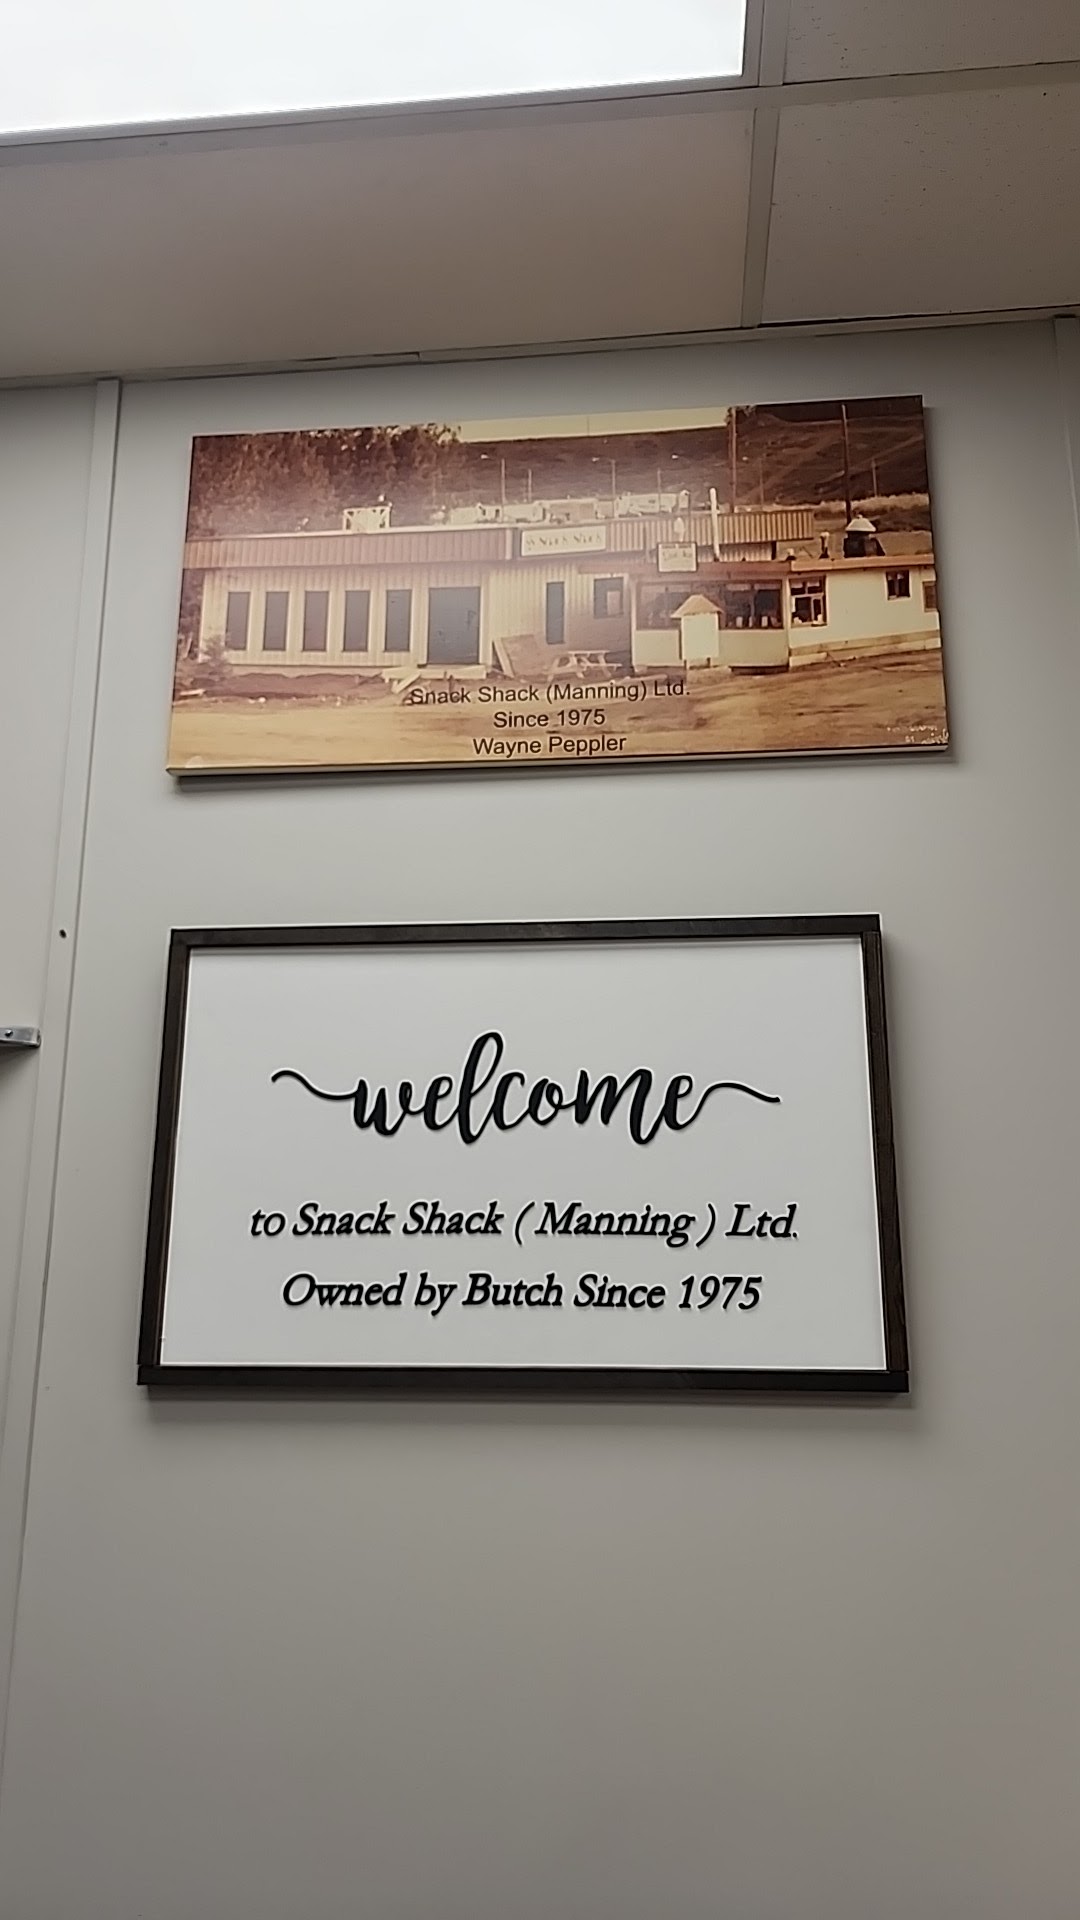 Snack Shack (Manning) Ltd.
Since 1975
Wayne Peppler
welcome
to Snack Shack ( Manning ) Ltd.
Owned by Butch Since 1975